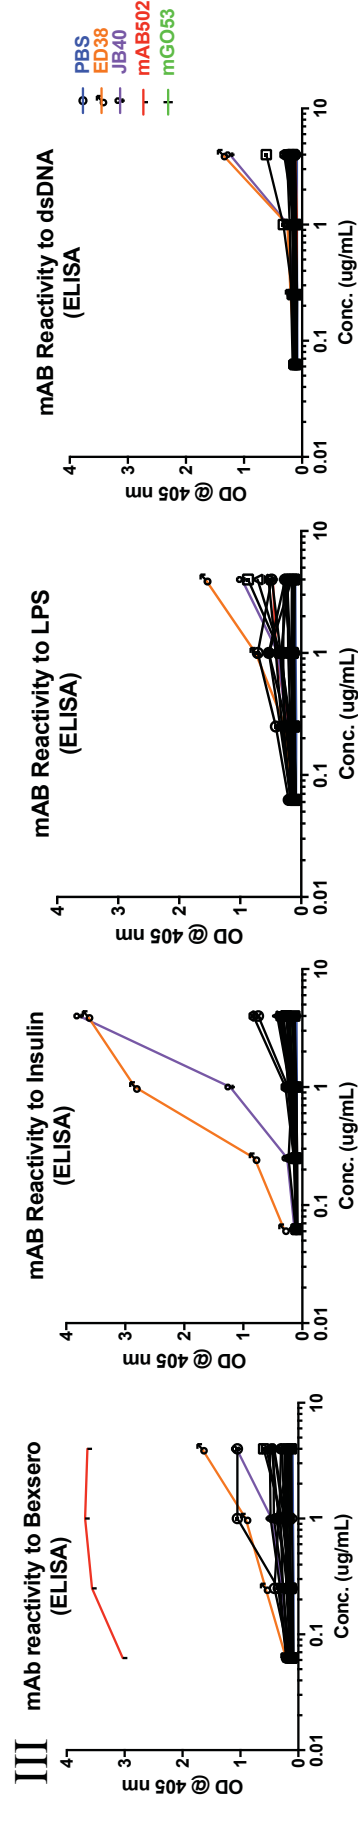 III
mAb reactivity to Bexsero
(ELISA)
OD @ 405 nm
4
3
2
1
0
0.01
0.1
1
10
Conc. (ug/mL)
mAB Reactivity to Insulin
(ELISA)
OD @ 405 nm
4
3
2
1
0
0.01
0.1
1
10
Conc. (ug/mL)
mAB Reactivity to LPS
(ELISA)
OD @ 405 nm
4
3
2
1
0
0.01
0.1
1
10
Conc. (ug/mL)
mAB Reactivity to dsDNA
(ELISA)
OD @ 405 nm
4
3
2
1
0
0.01
0.1
1
10
Conc. (ug/mL)
PBS
ED38
JB40
mAB502
mGO53